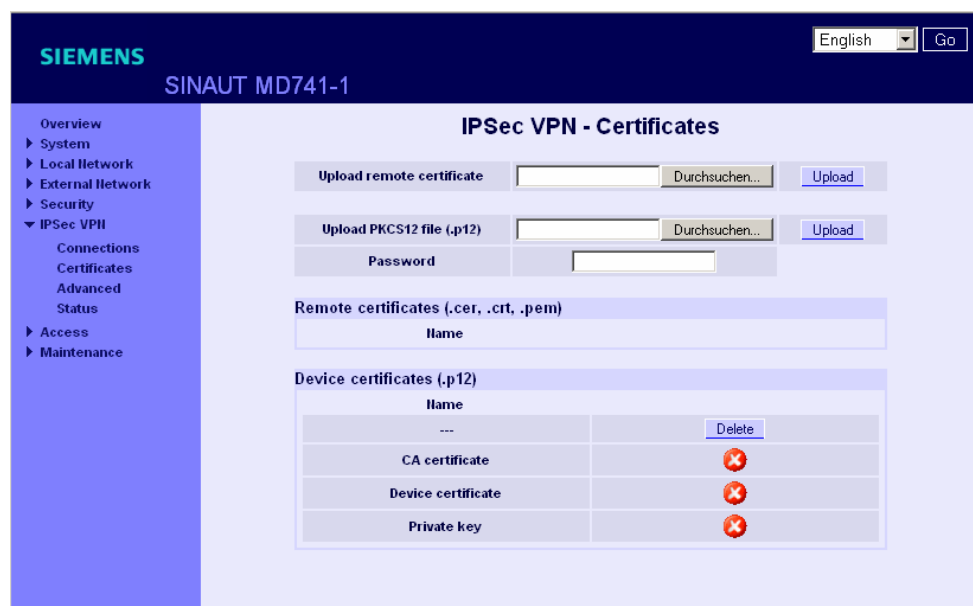 English Go
SIEMENS
SINAUT MD741-1
Overview
System
Local Network
External Network
Security
IPSec VPN
Connections
Certificates
Advanced
Status
Access
Maintenance
IPSec VPN - Certificates
Upload remote certificate Durchsuchen... Upload
Upload PKCS12 file (.p12) Durchsuchen... Upload
Password
Remote certificates (.cer, .crt, .pem)
Name
Device certificates (.p12)
Name
--- Delete
CA certificate
Device certificate
Private key